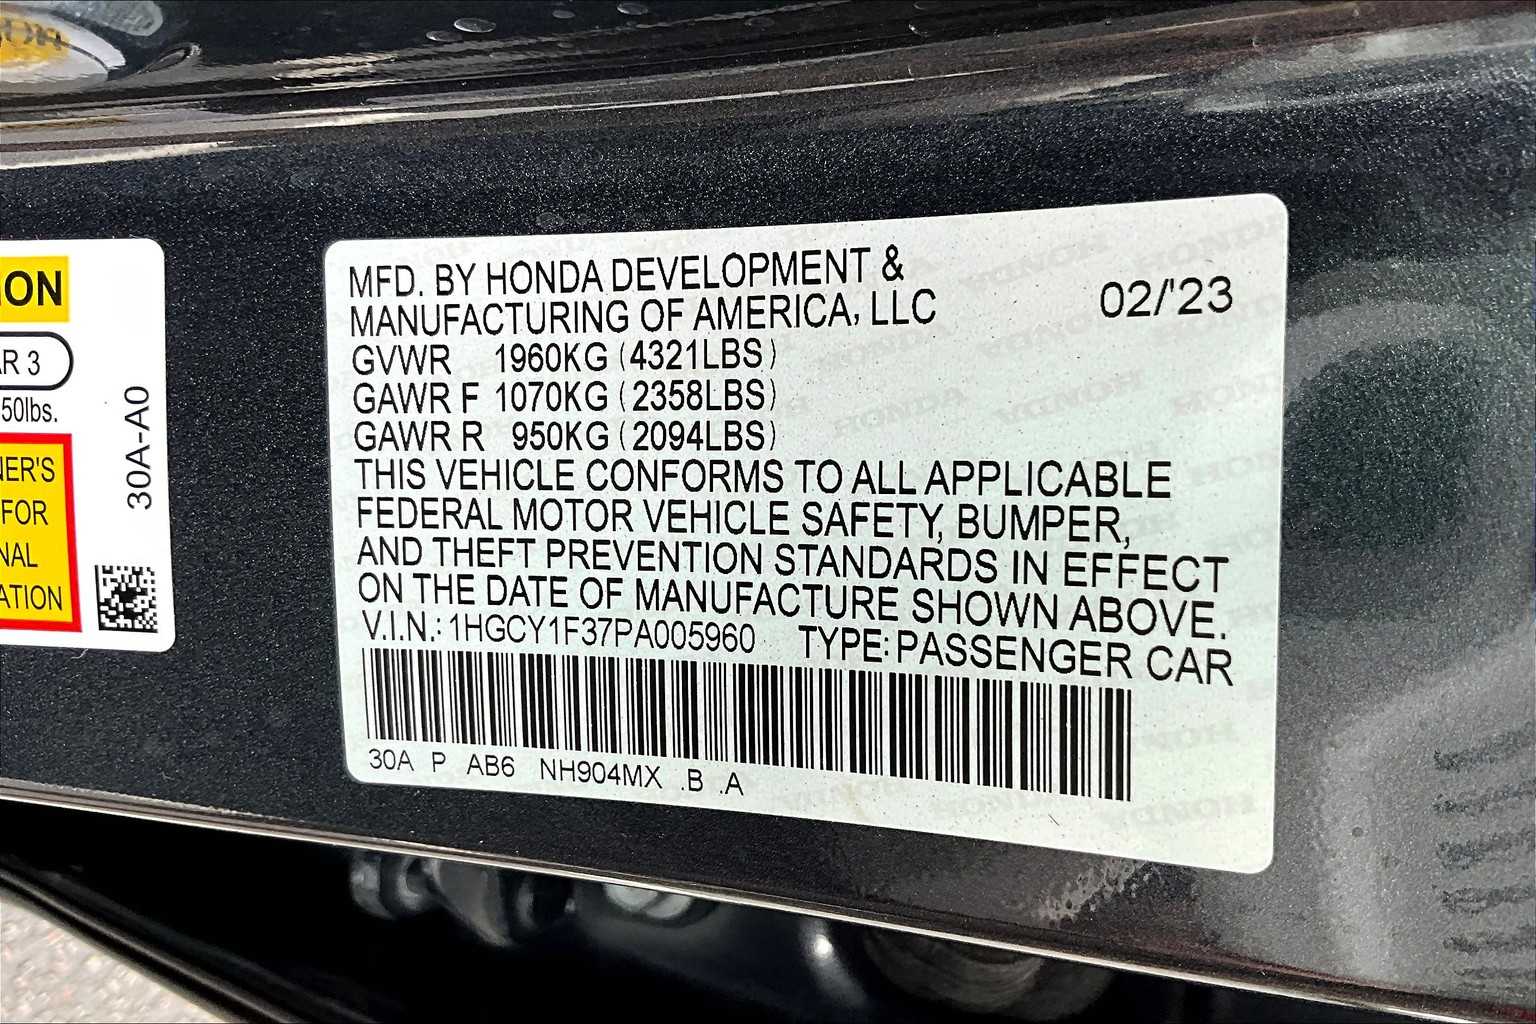 ION
AR 3
50lbs.
NER'S
FOR
NAL
ATION
30A-A0
MFD. BY HONDA DEVELOPMENT &
MANUFACTURING OF AMERICA, LLC
02/'23
GVWR 1960KG (4321LBS)
GAWR F 1070KG (2358LBS)
GAWR R 950KG (2094LBS)
THIS VEHICLE CONFORMS TO ALL APPLICABLE
FEDERAL MOTOR VEHICLE SAFETY, BUMPER,
AND THEFT PREVENTION STANDARDS IN EFFECT
ON THE DATE OF MANUFACTURE SHOWN ABOVE.
V.I.N.: 1HGCY1F37PA005960 TYPE: PASSENGER CAR
30A P AB6 NH904MX .B .A